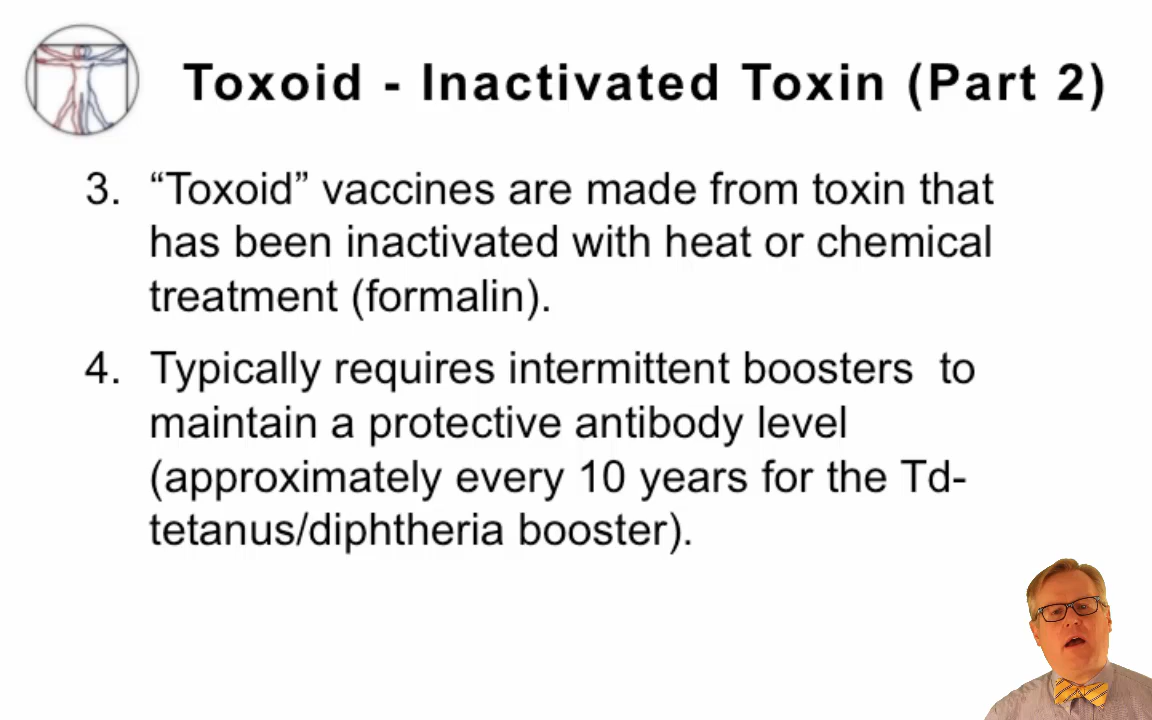 Toxoid - Inactivated Toxin (Part 2)
3. “Toxoid” vaccines are made from toxin that
has been inactivated with heat or chemical
treatment (formalin).
4. Typically requires intermittent boosters  to
maintain a protective antibody level
(approximately every 10 years for the Td-
tetanus/diphtheria booster).